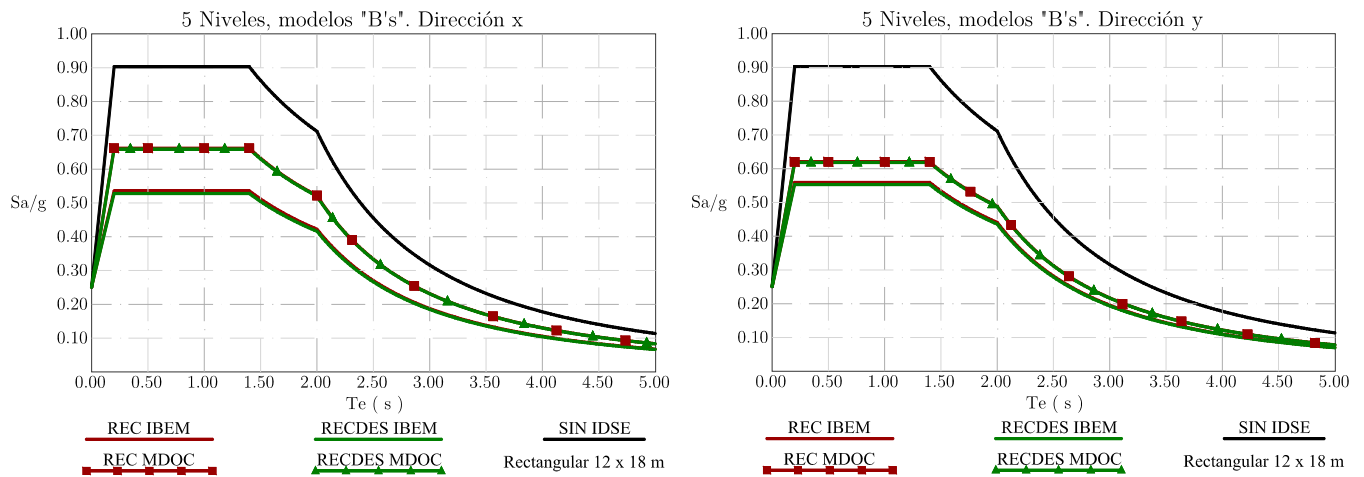 5 Niveles, modelos "B's". Dirección x
1.00
0.90
0.80
0.70
0.60
Sa/g
0.50
0.40
0.30
0.20
0.10
0.00 0.50 1.00 1.50 2.00 2.50 3.00 3.50 4.00 4.50 5.00
Te ( s )
REC IBEM
RECDES IBEM
SIN IDSE
REC MDOC
RECDES MDOC
Rectangular 12 x 18 m
5 Niveles, modelos "B's". Dirección y
1.00
0.90
0.80
0.70
0.60
Sa/g
0.50
0.40
0.30
0.20
0.10
0.00 0.50 1.00 1.50 2.00 2.50 3.00 3.50 4.00 4.50 5.00
Te ( s )
REC IBEM
RECDES IBEM
SIN IDSE
REC MDOC
RECDES MDOC
Rectangular 12 x 18 m